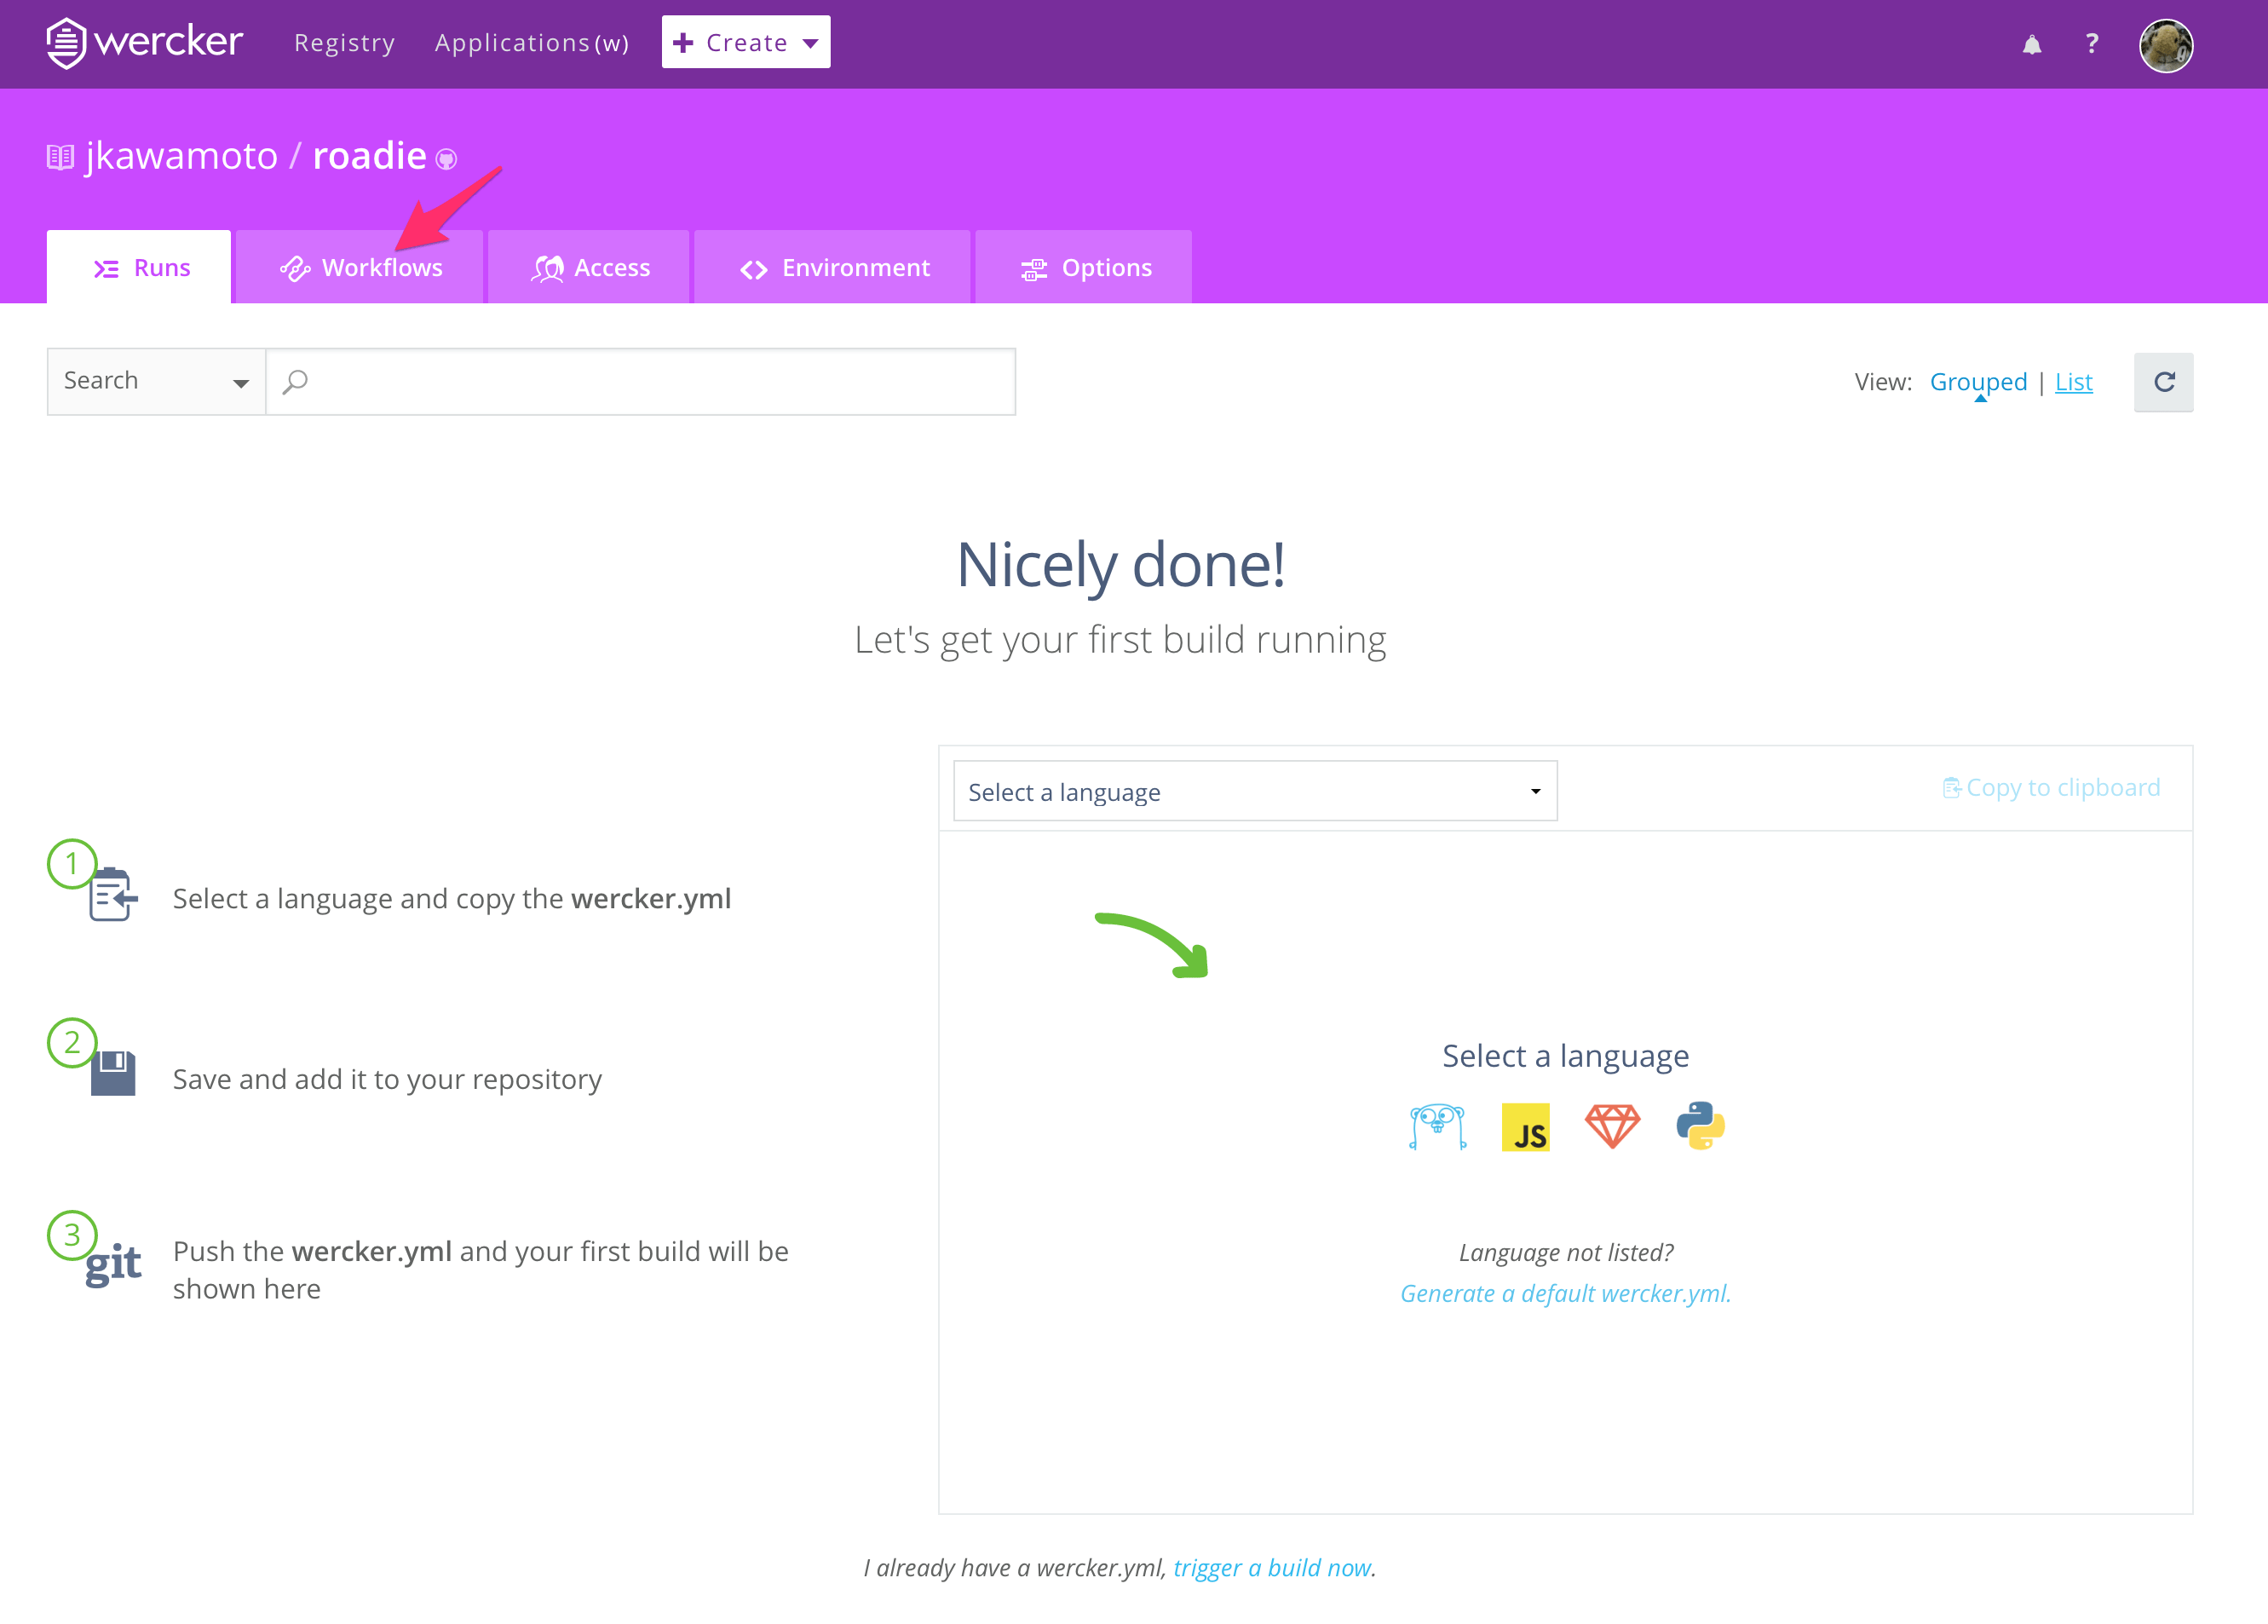 wercker Registry Applications(w) + Create ?
jkawamoto / roadie
Runs Workflows Access Environment Options
Search View: Grouped | List
Nicely done!
Let's get your first build running
Select a language Copy to clipboard
1
Select a language and copy the wercker.yml
2
Save and add it to your repository
3
git
Push the wercker.yml and your first build will be
shown here
Select a language
JS
Language not listed?
Generate a default wercker.yml.
I already have a wercker.yml, trigger a build now.